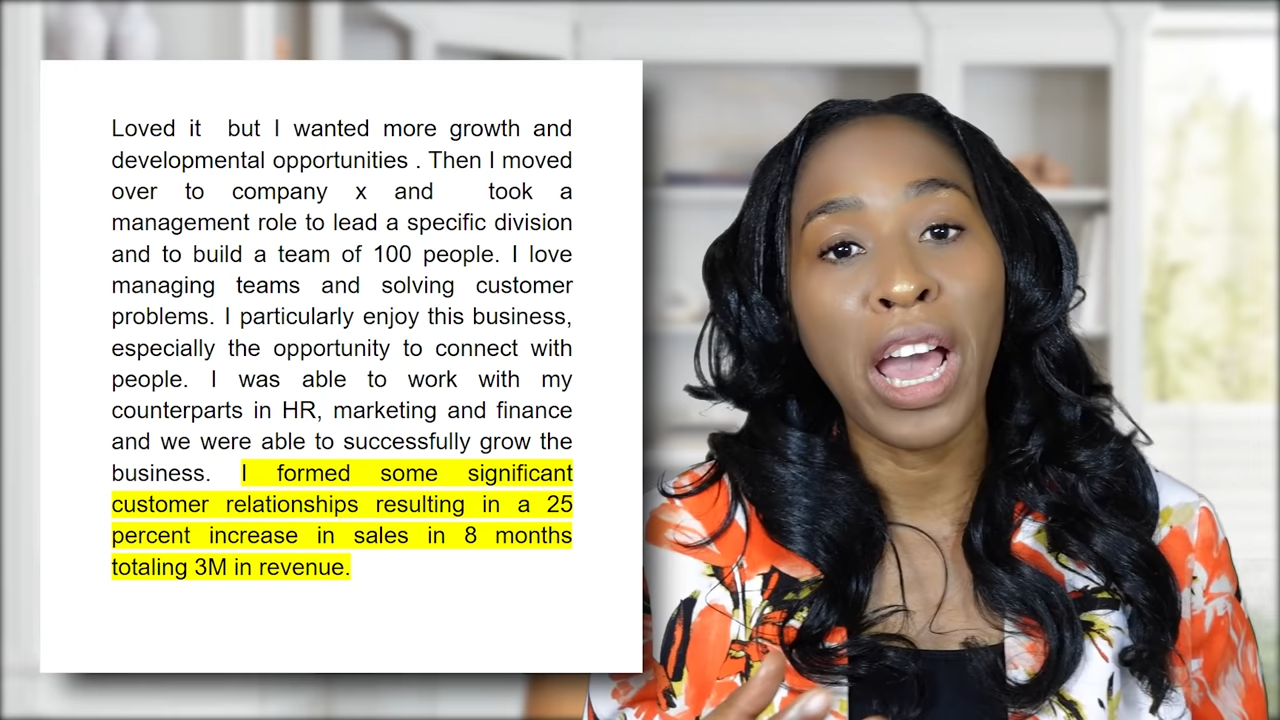 Loved it but I wanted more growth and
developmental opportunities . Then I moved
over to company x and took a
management role to lead a specific division
and to build a team of 100 people. I love
managing teams and solving customer
problems. I particularly enjoy this business,
especially the opportunity to connect with
people. I was able to work with my
counterparts in HR, marketing and finance
and we were able to successfully grow the
business. I formed some significant
customer relationships resulting in a 25
percent increase in sales in 8 months
totaling 3M in revenue.